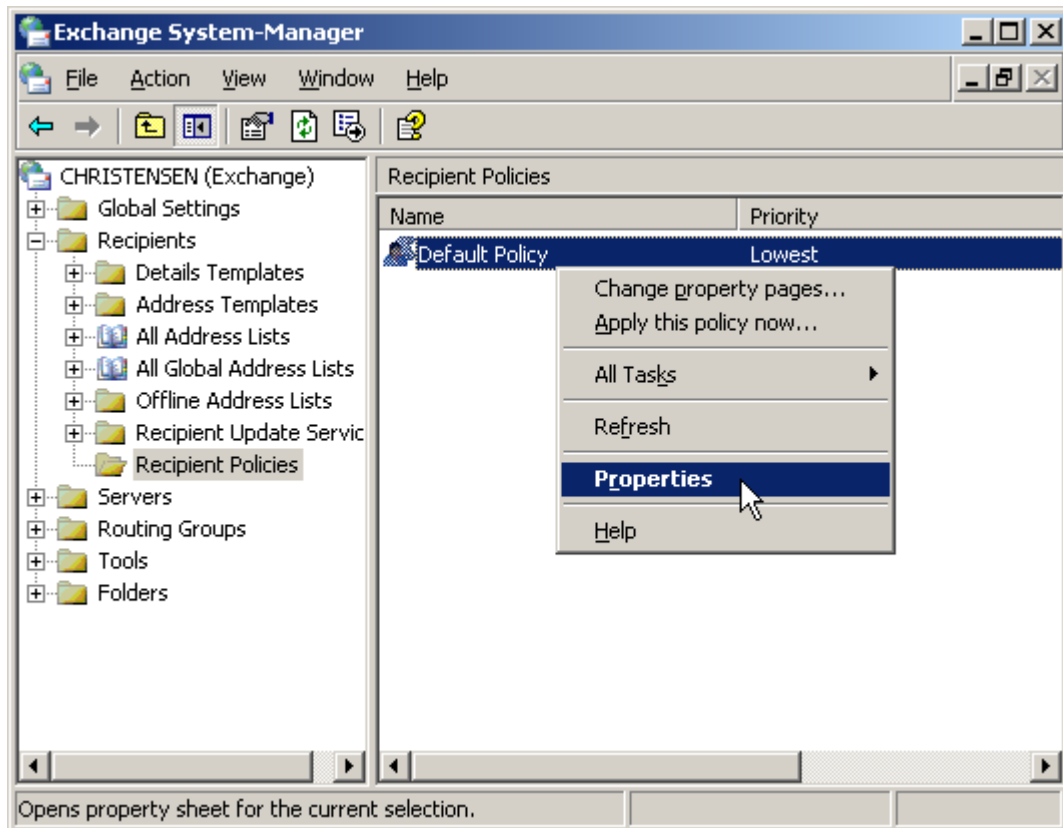 Exchange System-Manager
File Action View Window Help
CHRISTENSEN (Exchange)
Global Settings
Recipients
Details Templates
Address Templates
All Address Lists
All Global Address Lists
Offline Address Lists
Recipient Update Servic
Recipient Policies
Servers
Routing Groups
Tools
Folders
Recipient Policies
Name Priority
Default Policy Lowest
Change property pages...
Apply this policy now...
All Tasks
Refresh
Properties
Help
Opens property sheet for the current selection.